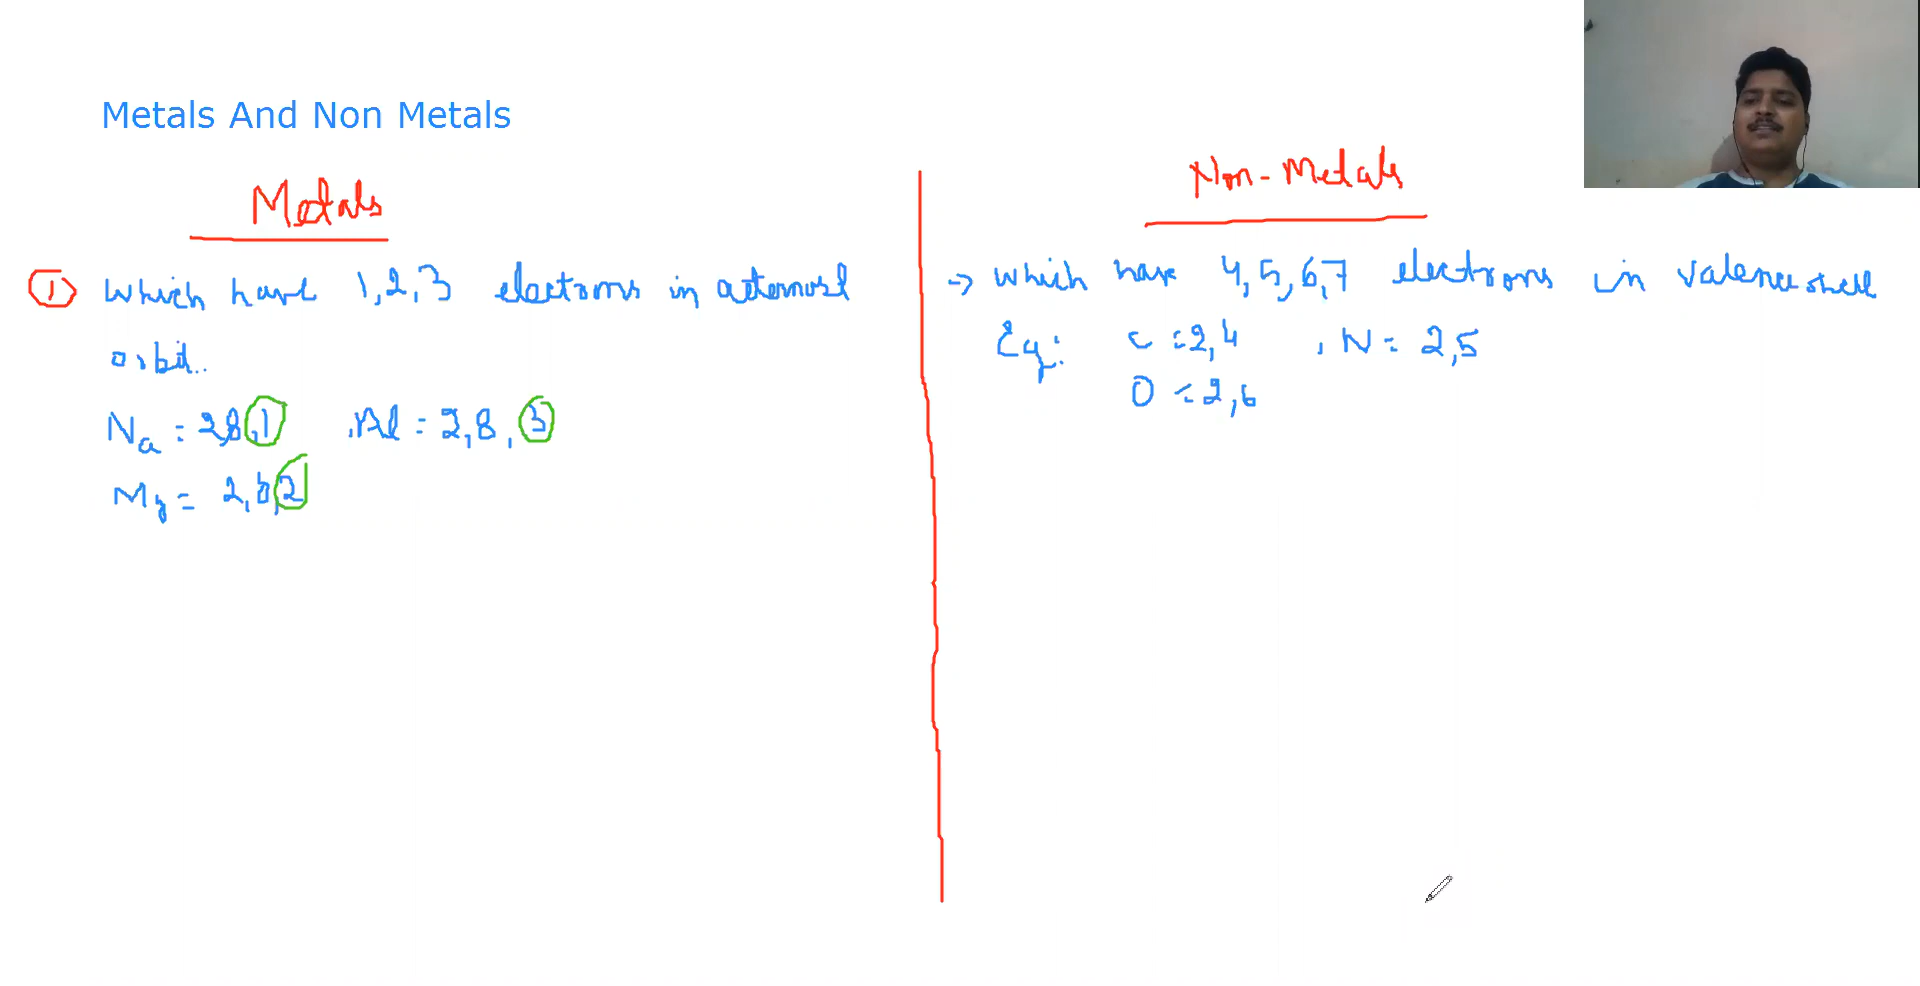 Metals And Non Metals
Metals
① Which have 1,2,3 electrons in outermost
orbit..
Na = 2,8,1 , Al = 2,8,3
Mg = 2,8,2
Non-Metals
→ which have 4,5,6,7 electrons in valence shell
Eg: C = 2,4 , N = 2,5
O = 2,6